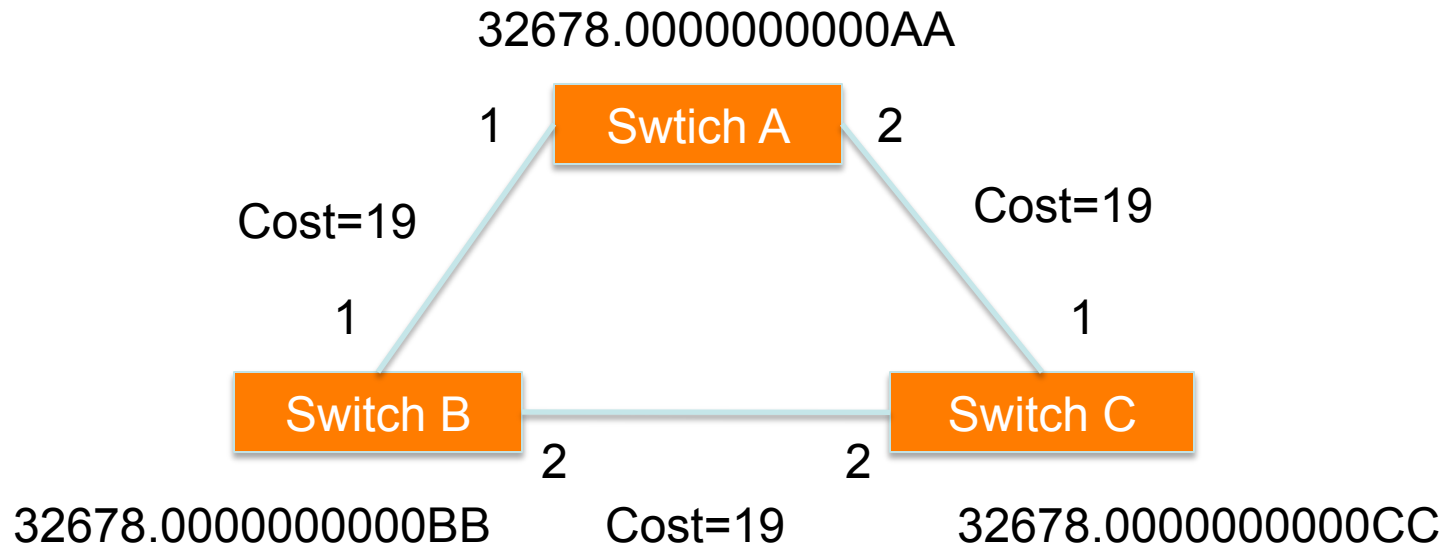 32678.0000000000AA
1
Swtich A
2
Cost=19
Cost=19
1
1
Switch B
Switch C
2
2
32678.0000000000BB
Cost=19
32678.0000000000CC